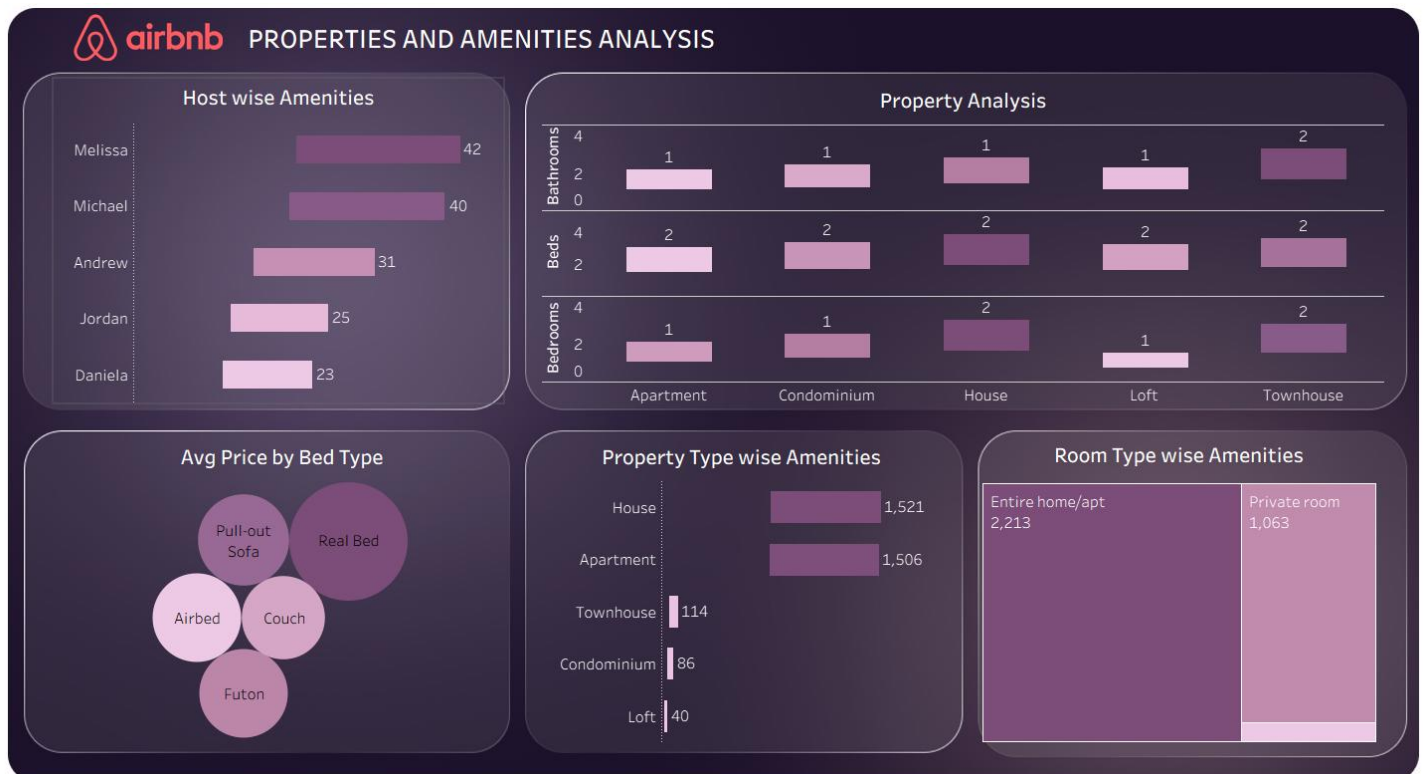 airbnb PROPERTIES AND AMENITIES ANALYSIS
Host wise Amenities
Melissa 42
Michael 40
Andrew 31
Jordan 25
Daniela 23
Property Analysis
Bathrooms
4
2
0
1 1 1 1 2
Beds
4
2
2 2 2 2 2
Bedrooms
4
2
0
1 1 2 1 2
Apartment Condominium House Loft Townhouse
Avg Price by Bed Type
Pull-out
Sofa
Real Bed
Airbed
Couch
Futon
Property Type wise Amenities
House 1,521
Apartment 1,506
Townhouse 114
Condominium 86
Loft 40
Room Type wise Amenities
Entire home/apt
2,213
Private room
1,063